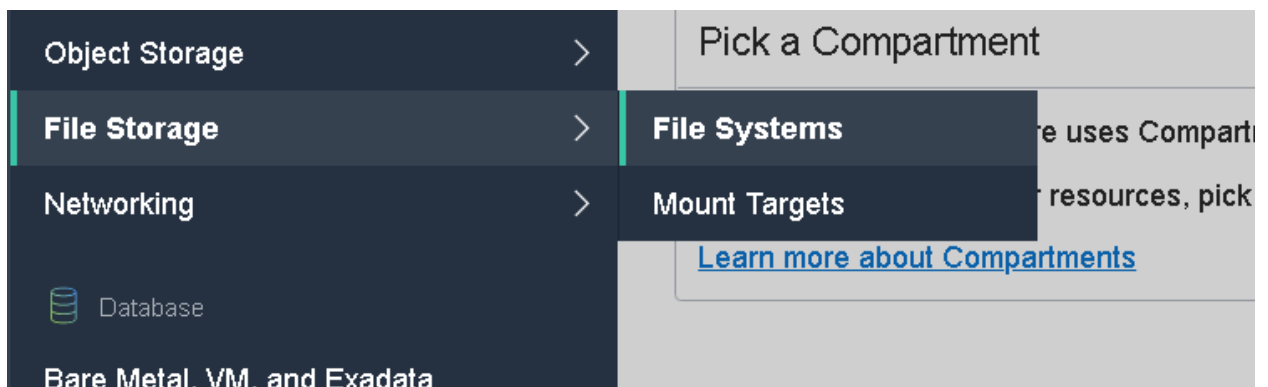 Object Storage
File Storage
Networking
Database
Bare Metal, VM, and Exadata
File Systems
Mount Targets
Pick a Compartment
e uses Compart
resources, pick
Learn more about Compartments